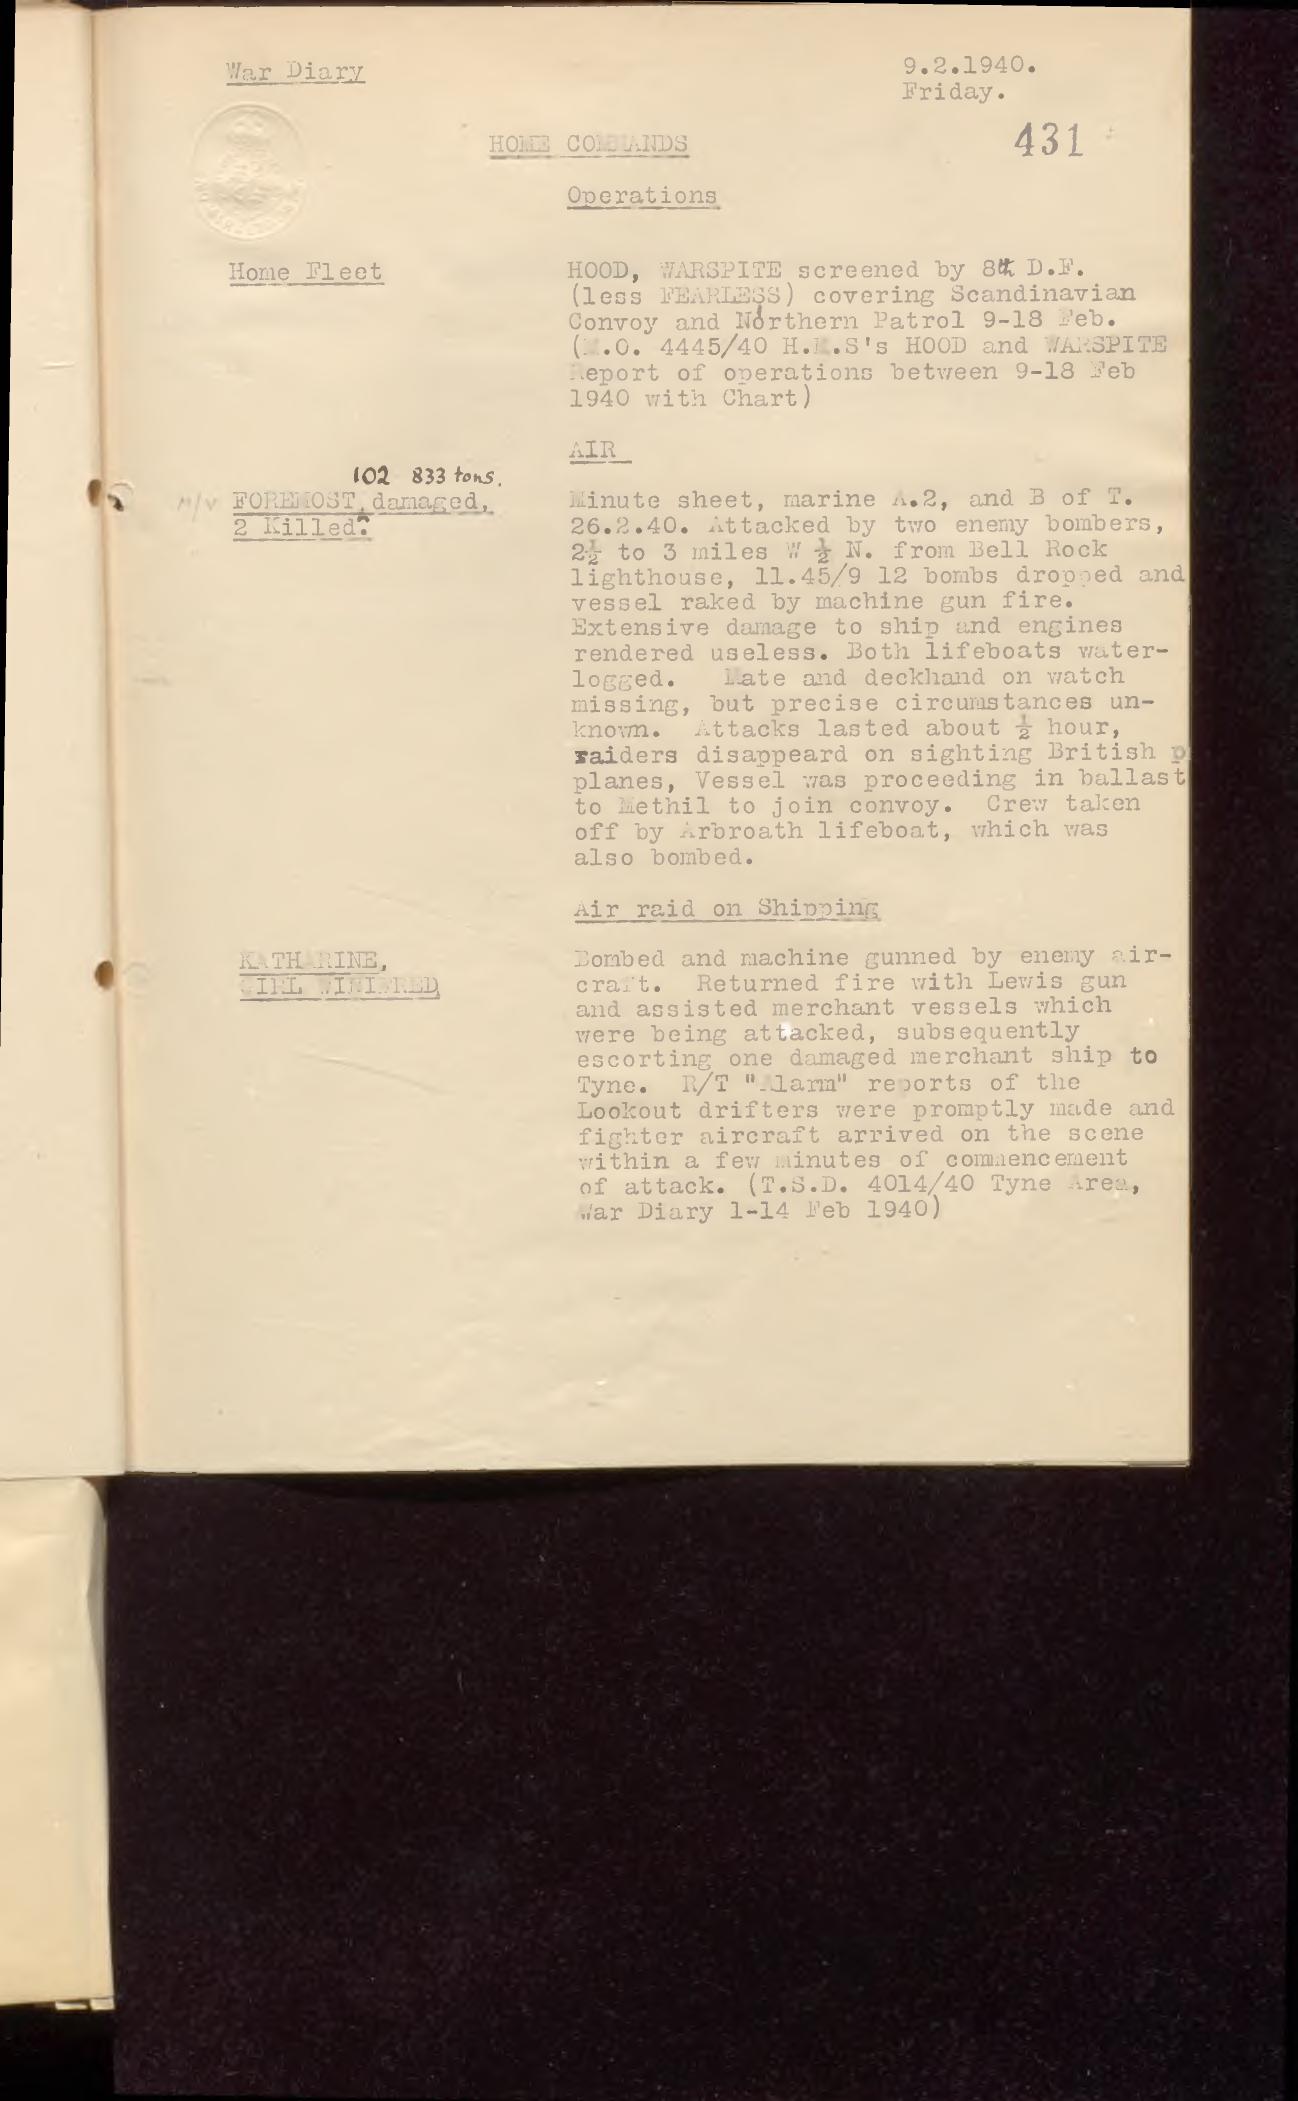 War Diary
9.2.1940.
Friday.
431
HOME COMMANDS
Operations
Home Fleet
HOOD, WARSPITE screened by 8th D.F.
(less FEARLESS) covering Scandinavian
Convoy and Northern Patrol 9-18 Feb.
(M.O. 4445/40 H.M.S's HOOD and WARSPITE
Report of operations between 9-18 Feb
1940 with Chart)
AIR
102 833 tons.
M/V FOREMOST, damaged,
2 Killed?
Minute sheet, marine A.2, and B of T.
26.2.40. Attacked by two enemy bombers,
2½ to 3 miles W ½ N. from Bell Rock
lighthouse, 11.45/9 12 bombs dropped and
vessel raked by machine gun fire.
Extensive damage to ship and engines
rendered useless. Both lifeboats water-
logged. Mate and deckhand on watch
missing, but precise circumstances un-
known. Attacks lasted about ½ hour,
raiders disappeard on sighting British p
planes, Vessel was proceeding in ballast
to Methil to join convoy. Crew taken
off by Arbroath lifeboat, which was
also bombed.
Air raid on Shipping
KATHARINE,
GIRL WINIFRED
Bombed and machine gunned by enemy air-
craft. Returned fire with Lewis gun
and assisted merchant vessels which
were being attacked, subsequently
escorting one damaged merchant ship to
Tyne. R/T "Alarm" reports of the
Lookout drifters were promptly made and
fighter aircraft arrived on the scene
within a few minutes of commencement
of attack. (T.S.D. 4014/40 Tyne Area,
War Diary 1-14 Feb 1940)